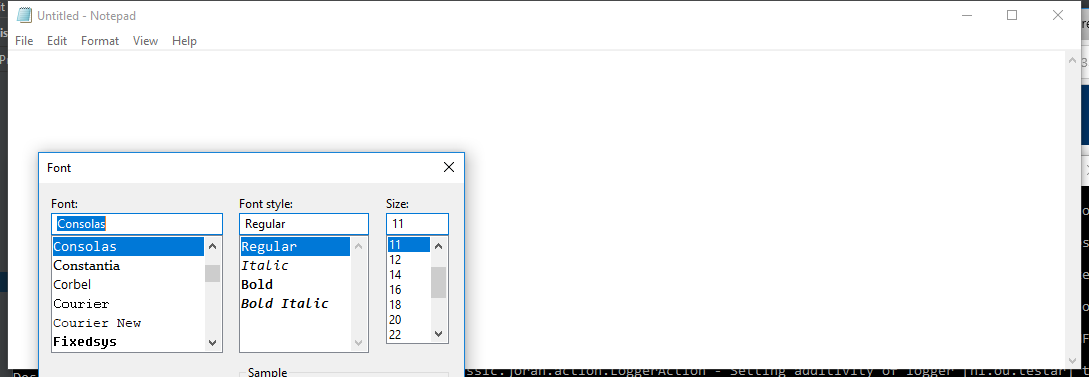 Untitled - Notepad
File Edit Format View Help
Font
Font: Font style: Size:
Consolas Regular 11
Consolas Regular 11
Constantia Italic 12
Corbel Bold 14
Courier Bold Italic 16
Courier New 18
Fixedsys 20
22
Sample
ssic.joran.action.LoggerAction - Setting additivity of logger [nl.ou.testar]